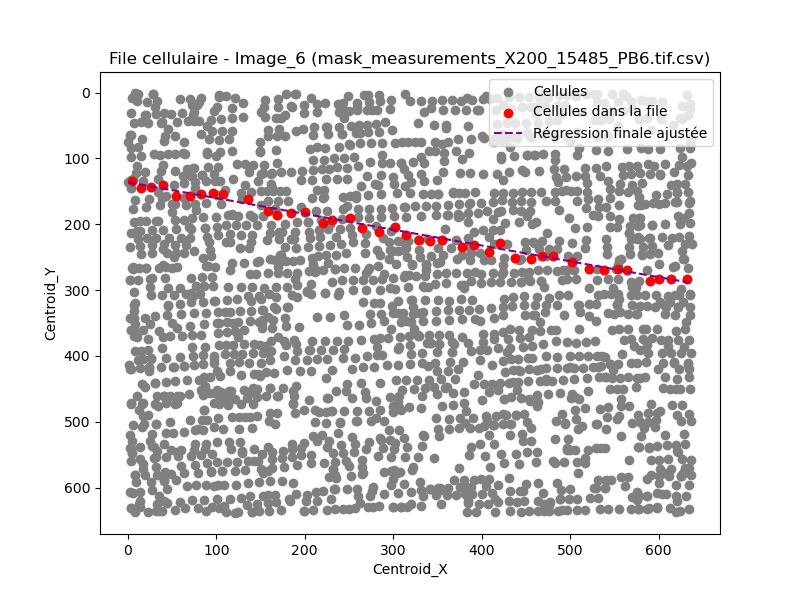 File cellulaire - Image_6 (mask_measurements_X200_15485_PB6.tif.csv)
Cellules
Cellules dans la file
Régression finale ajustée
0
100
200
300
400
500
600
Centroid_Y
0 100 200 300 400 500 600
Centroid_X